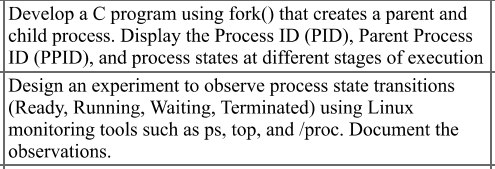 Develop a C program using fork() that creates a parent and
child process. Display the Process ID (PID), Parent Process
ID (PPID), and process states at different stages of execution
Design an experiment to observe process state transitions
(Ready, Running, Waiting, Terminated) using Linux
monitoring tools such as ps, top, and /proc. Document the
observations.